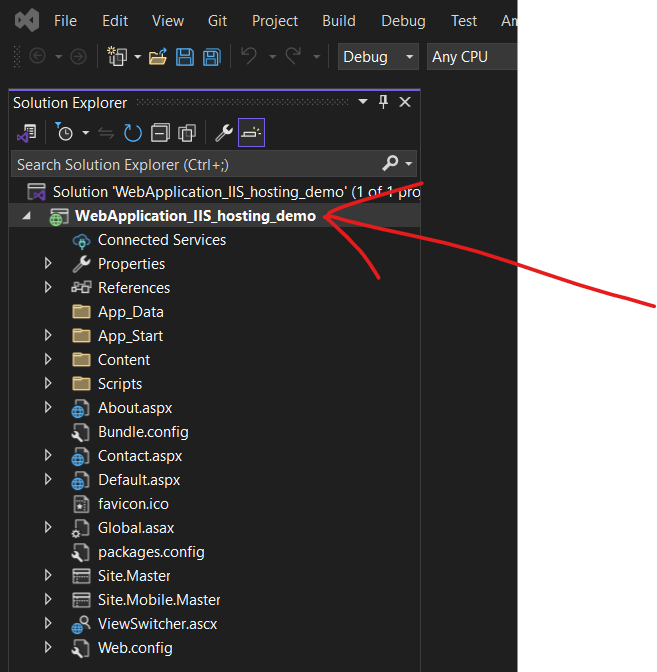 File Edit View Git Project Build Debug Test
Debug Any CPU
Solution Explorer
Search Solution Explorer (Ctrl+;)
Solution 'WebApplication_IIS_hosting_demo' (1 of 1 pro
WebApplication_IIS_hosting_demo
Connected Services
Properties
References
App_Data
App_Start
Content
Scripts
About.aspx
Bundle.config
Contact.aspx
Default.aspx
favicon.ico
Global.asax
packages.config
Site.Master
Site.Mobile.Master
ViewSwitcher.ascx
Web.config